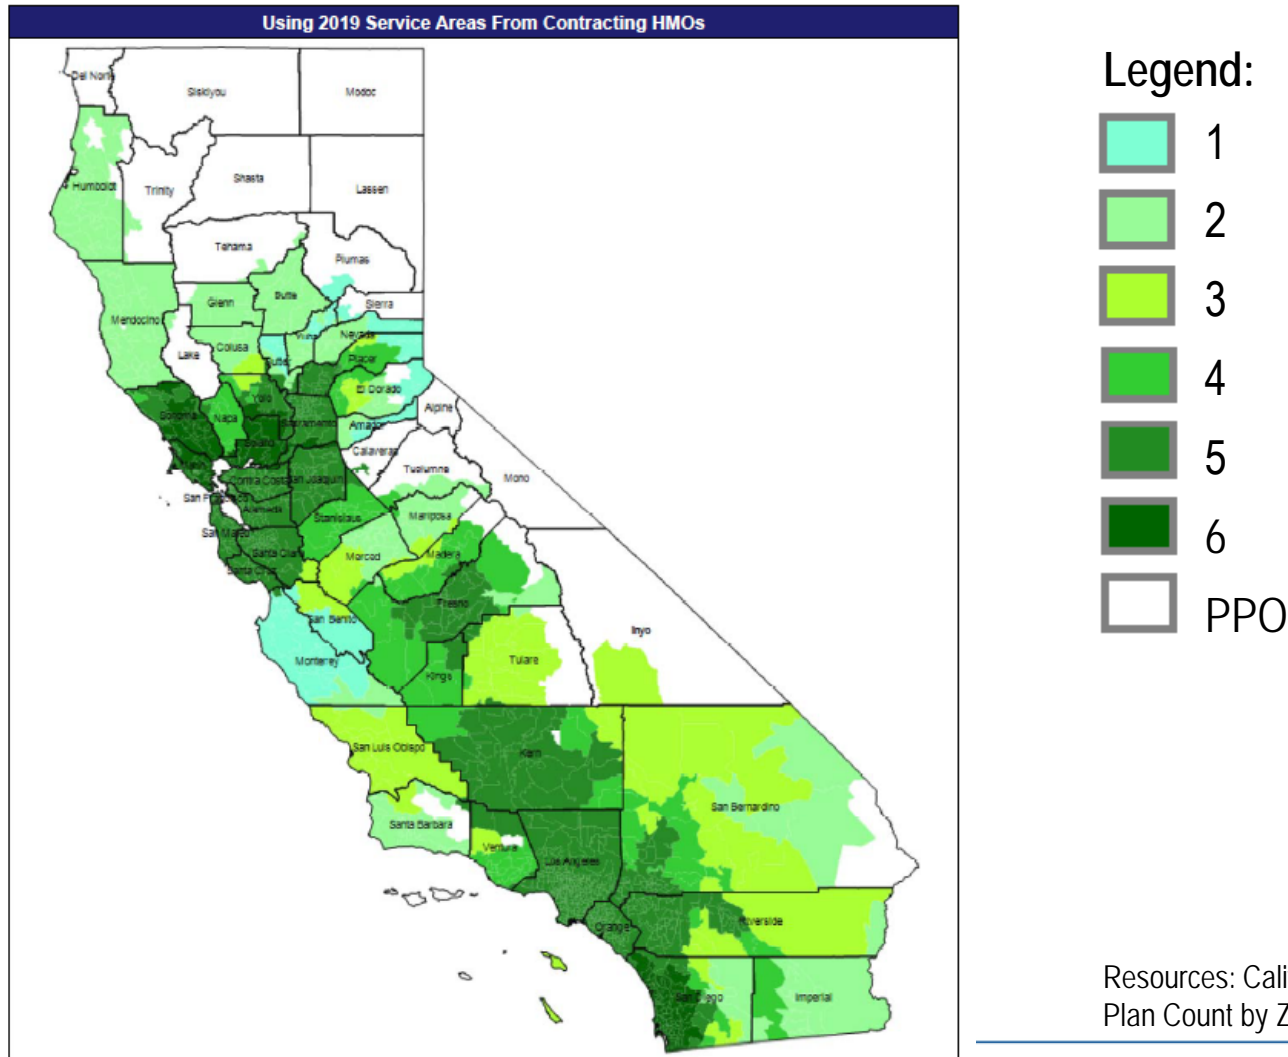 Using 2019 Service Areas From Contracting HMOs
Del Norte
Siskiyou
Modoc
Humboldt
Trinity
Shasta
Lassen
Tehama
Plumas
Glenn
Butte
Sierra
Mendocino
Lake
Colusa
Sutter
Yuba
Nevada
Placer
El Dorado
Sonoma
Napa
Yolo
Sacramento
Amador
Alpine
Solano
Marin
Calaveras
Tuolumne
Mono
Contra Costa
San Joaquin
San Francisco
Alameda
San Mateo
Santa Clara
Santa Cruz
Stanislaus
Mariposa
Merced
Madera
San Benito
Fresno
Monterey
Kings
Tulare
Inyo
San Luis Obispo
Kern
San Bernardino
Santa Barbara
Ventura
Los Angeles
Orange
Riverside
San Diego
Imperial
Legend:
1
2
3
4
5
6
PPO
Resources: Cali
Plan Count by Z